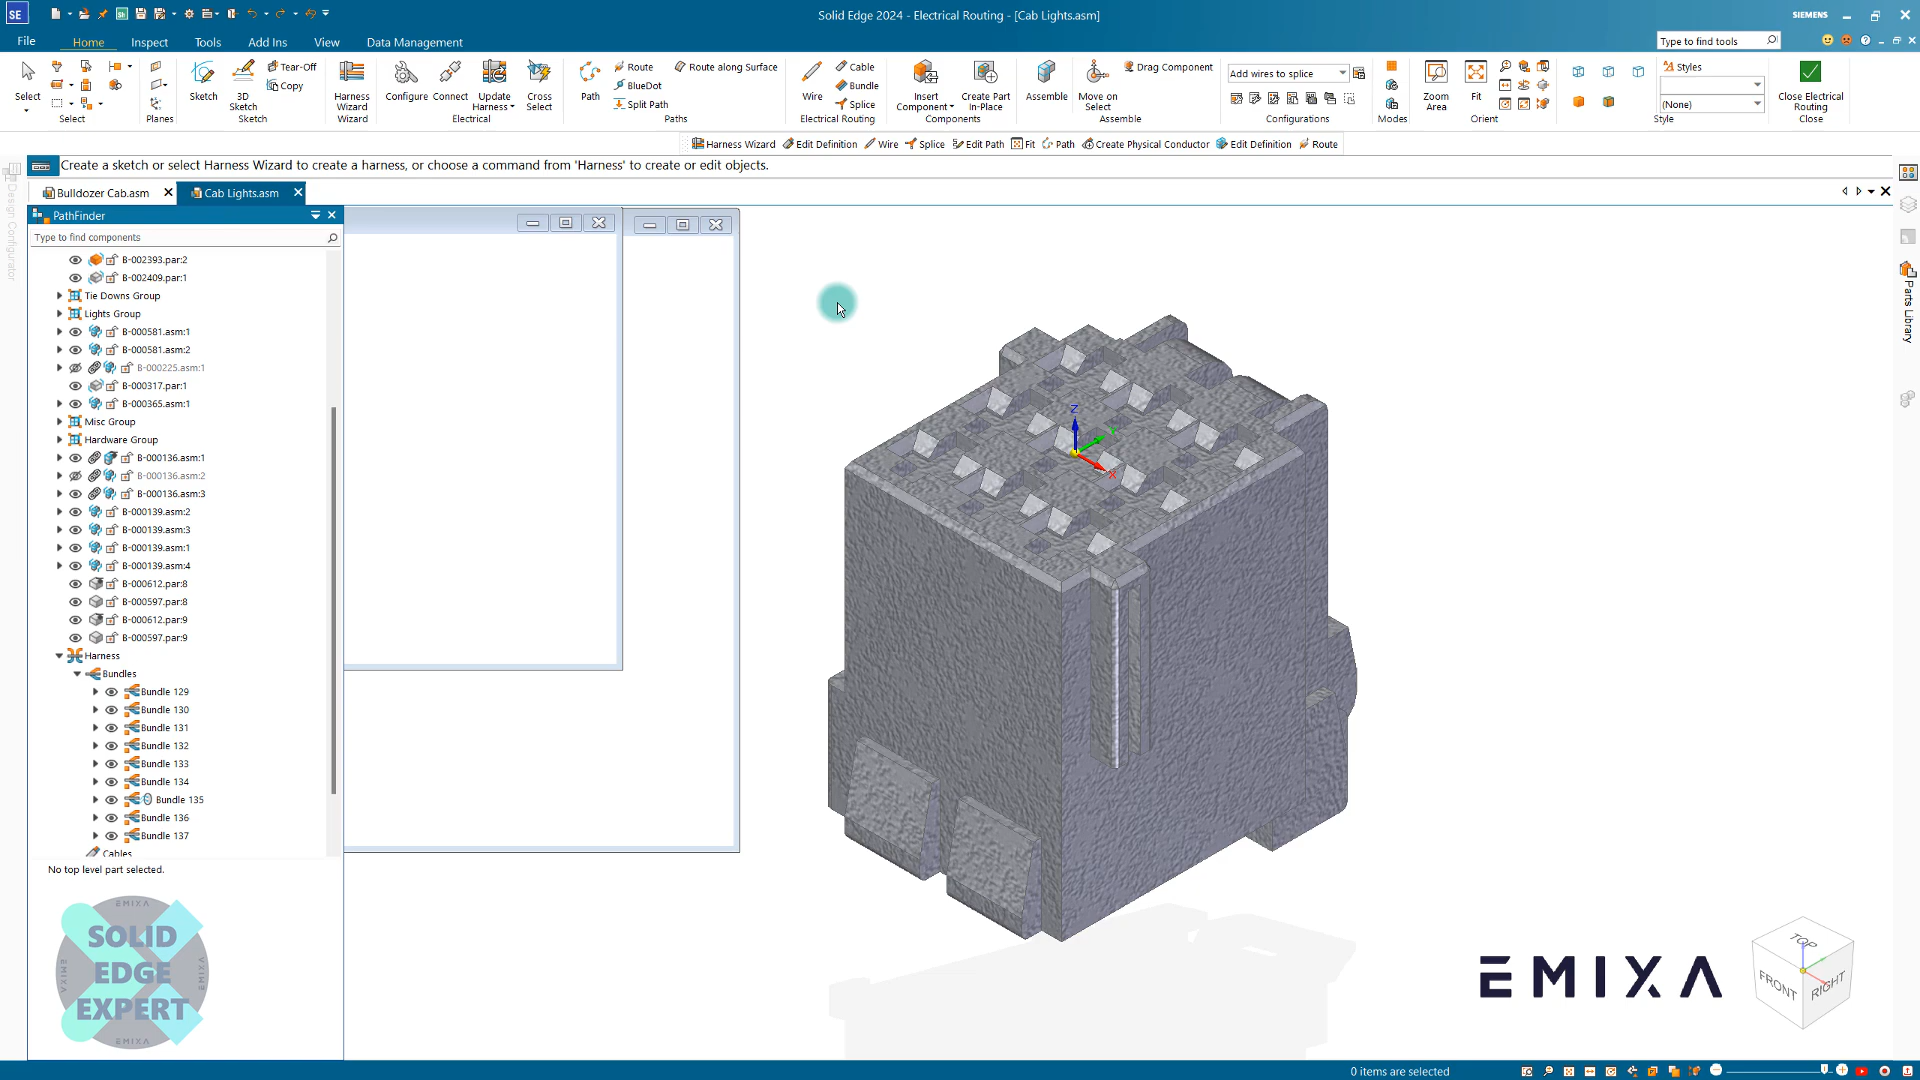 SE
Solid Edge 2024 - Electrical Routing - [Cab Lights.asm]
SIEMENS
File
Home
Inspect
Tools
Add Ins
View
Data Management
Type to find tools
Select
Tear-Off
Copy
Sketch
3D Sketch
Harness Wizard
Configure
Connect
Update Harness
Cross Select
Path
Route
BlueDot
Split Path
Route along Surface
Wire
Cable
Bundle
Splice
Insert Component
Create Part In-Place
Assemble
Move on Select
Drag Component
Add wires to splice
Zoom Area
Fit
Styles
(None)
Close Electrical Routing
Select
Planes
Sketch
Harness Wizard
Electrical
Paths
Electrical Routing
Components
Assemble
Configurations
Modes
Orient
Style
Close
Harness Wizard
Edit Definition
Wire
Splice
Edit Path
Fit
Path
Create Physical Conductor
Edit Definition
Route
Create a sketch or select Harness Wizard to create a harness, or choose a command from 'Harness' to create or edit objects.
Bulldozer Cab.asm
Cab Lights.asm
Design Configurator
PathFinder
Type to find components
B-002393.par:2
B-002409.par:1
Tie Downs Group
Lights Group
B-000581.asm:1
B-000581.asm:2
B-000225.asm:1
B-000317.par:1
B-000365.asm:1
Misc Group
Hardware Group
B-000136.asm:1
B-000136.asm:2
B-000136.asm:3
B-000139.asm:2
B-000139.asm:3
B-000139.asm:1
B-000139.asm:4
B-000612.par:8
B-000597.par:8
B-000612.par:9
B-000597.par:9
Harness
Bundles
Bundle 129
Bundle 130
Bundle 131
Bundle 132
Bundle 133
Bundle 134
Bundle 135
Bundle 136
Bundle 137
Cables
No top level part selected.
EMIXA
SOLID
EDGE
EXPERT
EMIXA
EMIXA
EMIXA
Z
Y
X
Parts Library
EMIXA
TOP
FRONT
RIGHT
0 items are selected